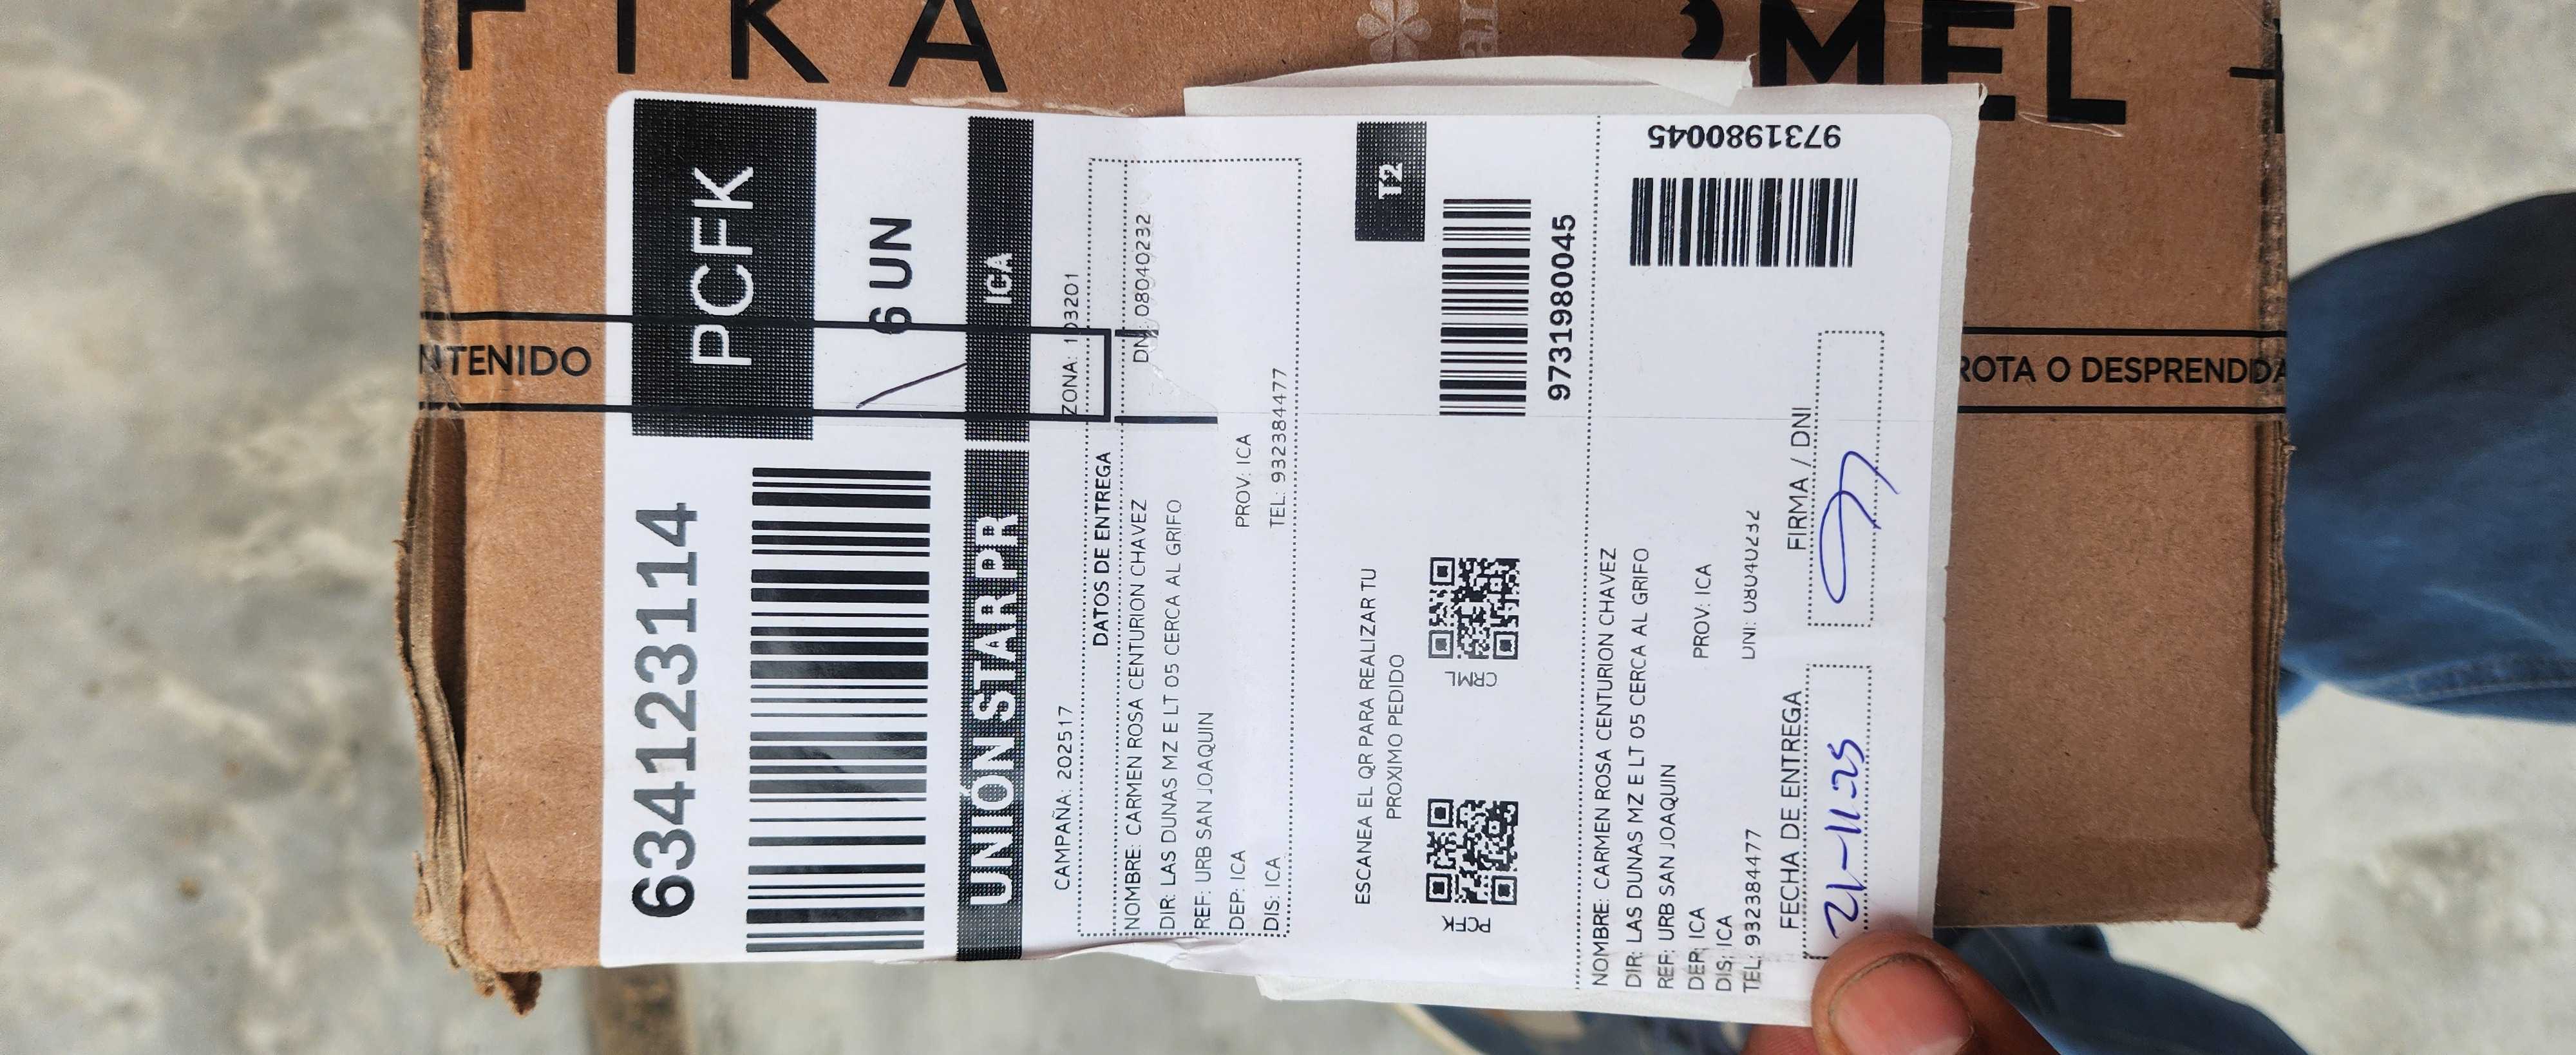 PCFK
6 UN
6341123114
UNIÓN STAR PR
ICA
CAMPAÑA: 202517
ZONA: 103201
DATOS DE ENTREGA
NOMBRE: CARMEN ROSA CENTURION CHAVEZ
DNI: 08040232
DIR: LAS DUNAS MZ E LT 05 CERCA AL GRIFO
REF: URB SAN JOAQUIN
DEP: ICA
PROV: ICA
DIS: ICA
TEL: 932384477
T2
ESCANEA EL QR PARA REALIZAR TU
PROXIMO PEDIDO
PCFK
CRML
9731980045
NOMBRE: CARMEN ROSA CENTURION CHAVEZ
DIR: LAS DUNAS MZ E LT 05 CERCA AL GRIFO
REF: URB SAN JOAQUIN
DEP: ICA
PROV: ICA
DIS: ICA
TEL: 932384477
DNI: 08040232
9731980045
FECHA DE ENTREGA
FIRMA / DNI
21-11-25
NTENIDO
ROTA O DESPRENDIDA
IKA
MEL